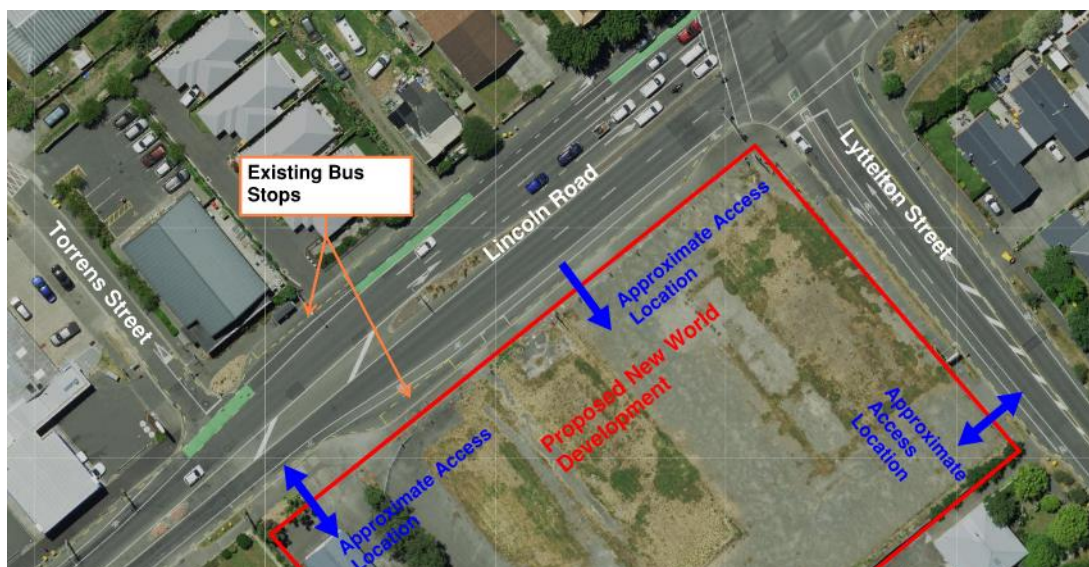 Existing Bus
Stops
Lincoln Road
Lyttelton Street
Torrens Street
Approximate Access
Location
Proposed New World
Development
Approximate
Access
Location
Approximate Access
Location